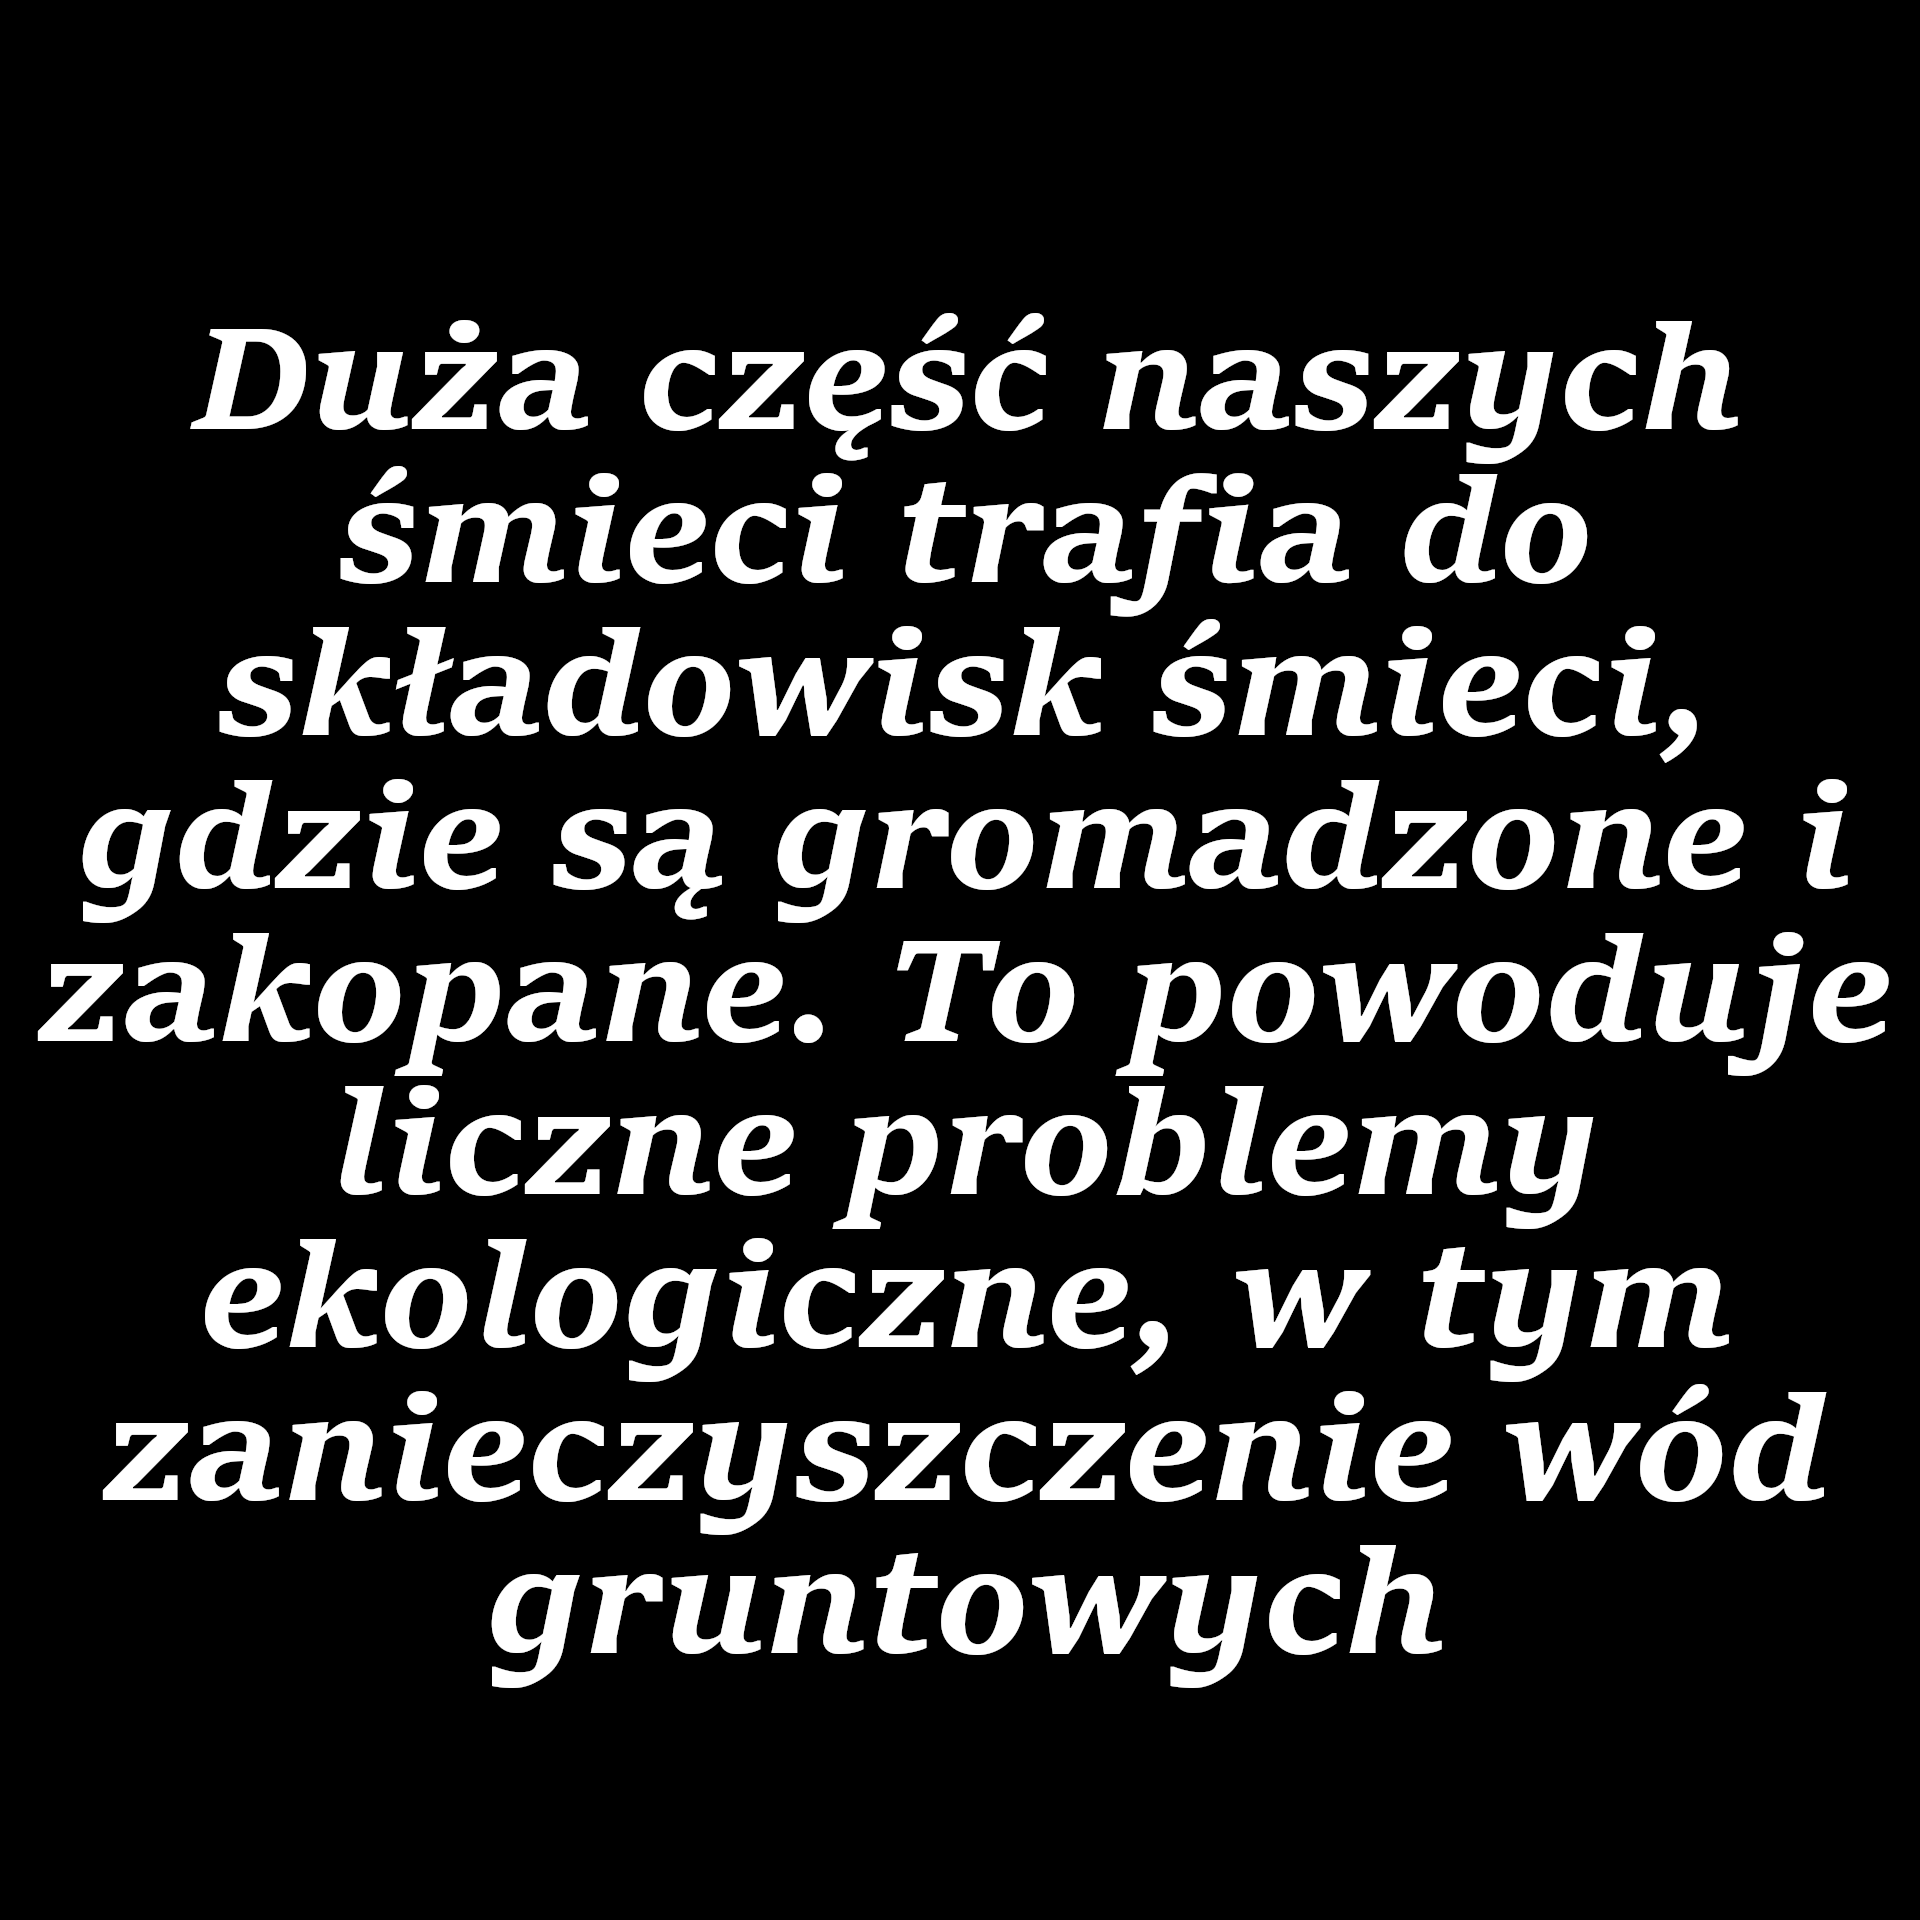 Duża część naszych
śmieci trafia do
składowisk śmieci,
gdzie są gromadzone i
zakopane. To powoduje
liczne problemy
ekologiczne, w tym
zanieczyszczenie wód
gruntowych